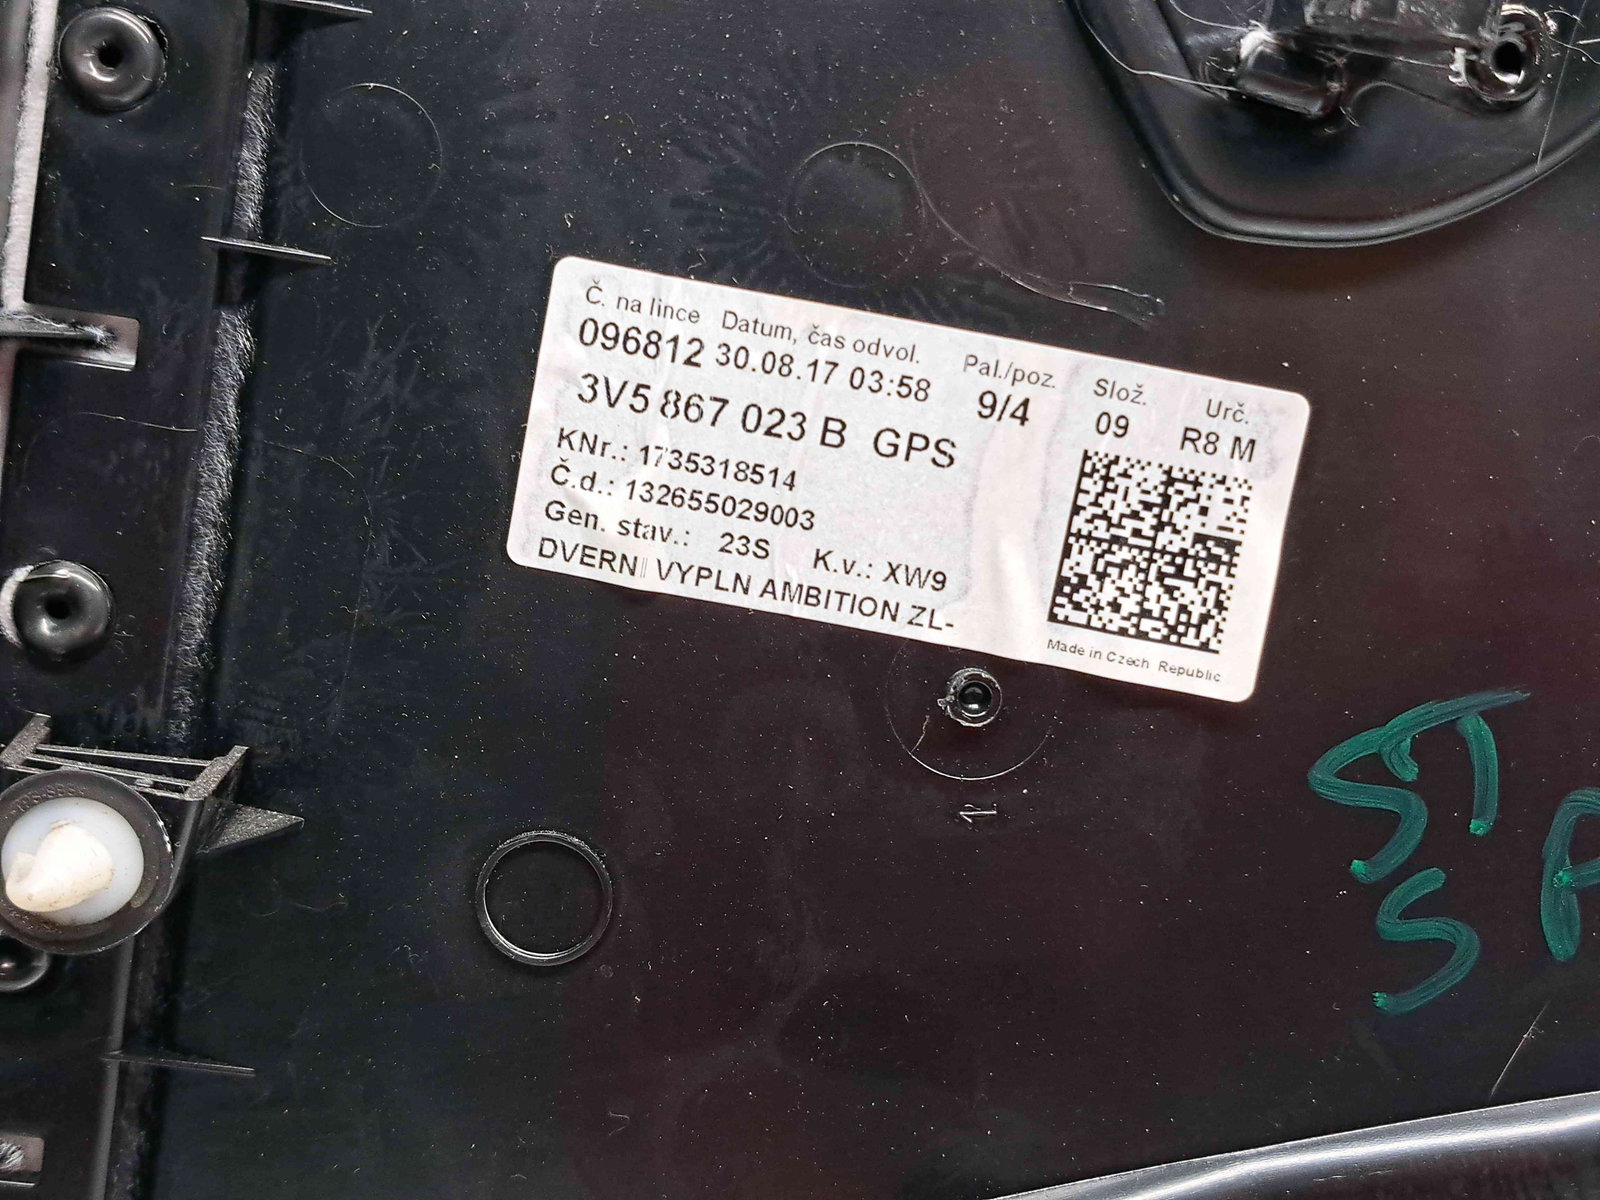 Č. na lince Datum, čas odvol. Pal./poz. Slož. Urč.
096812 30.08.17 03:58 9/4 09 R8 M
3V5 867 023 B GPS
KNr.: 1735318514
Č.d.: 132655029003
Gen. stav.: 23S K.v.: XW9
DVERNI VYPLN AMBITION ZL-
Made in Czech Republic